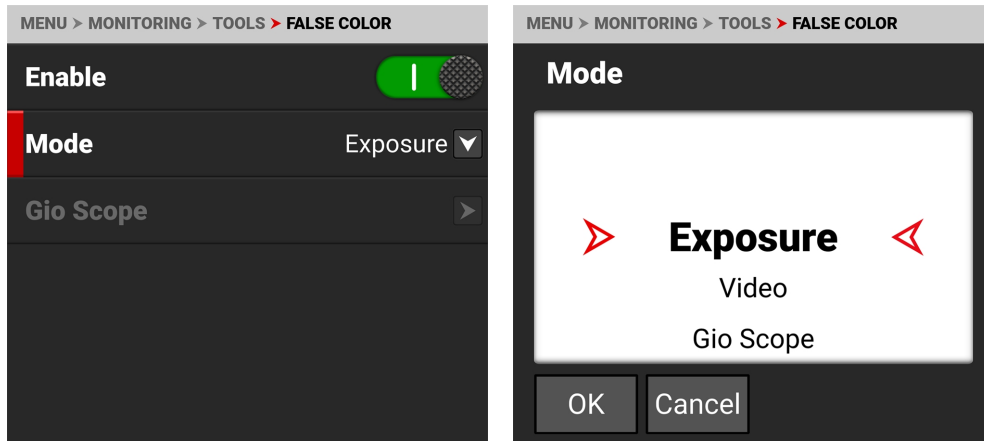 MENU > MONITORING > TOOLS > FALSE COLOR
Enable
Mode Exposure
Gio Scope
MENU > MONITORING > TOOLS > FALSE COLOR
Mode
Exposure
Video
Gio Scope
OK Cancel